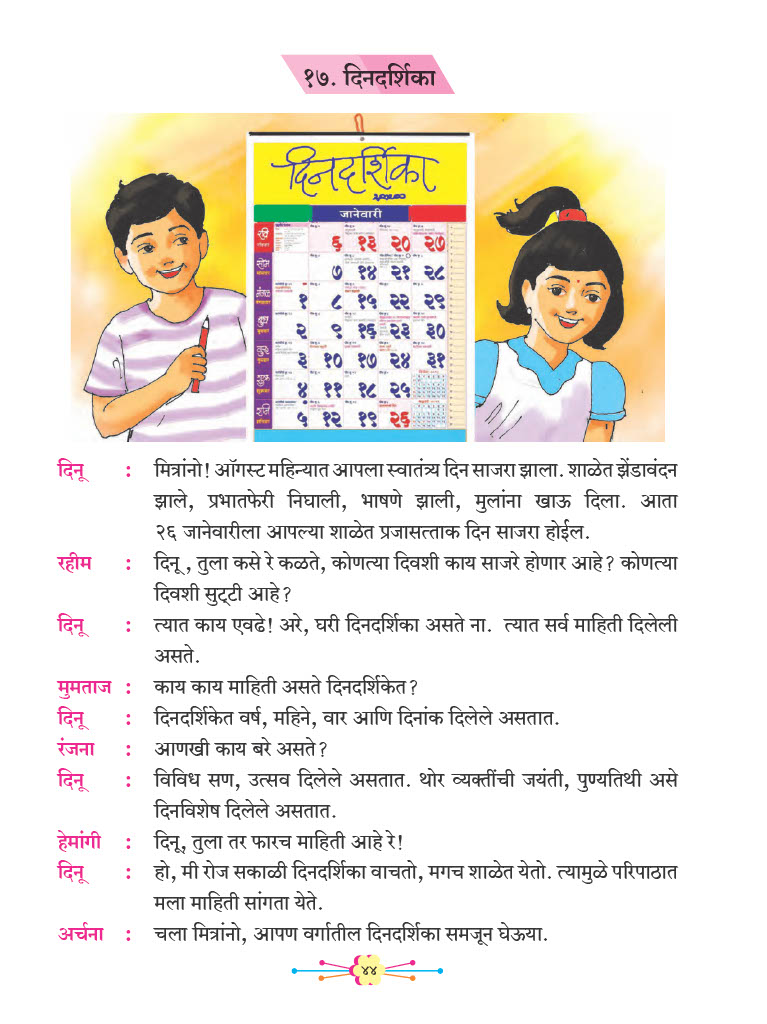 १७. दिनदर्शिका
दिनदर्शिका
जानेवारी
रवि ६ १३ २० २७
सोम ७ १४ २१ २८
मंगळ १ ८ १५ २२ २९
बुध २ ९ १६ २३ ३०
गुरु ३ १० १७ २४ ३१
शुक्र ४ ११ १८ २५
शनि ५ १२ १९ २६
दिनू : मित्रांनो! ऑगस्ट महिन्यात आपला स्वातंत्र्य दिन साजरा झाला. शाळेत झेंडावंदन
झाले, प्रभातफेरी निघाली, भाषणे झाली, मुलांना खाऊ दिला. आता
२६ जानेवारीला आपल्या शाळेत प्रजासत्ताक दिन साजरा होईल.
रहीम : दिनू , तुला कसे रे कळते, कोणत्या दिवशी काय साजरे होणार आहे? कोणत्या
दिवशी सुट्टी आहे?
दिनू : त्यात काय एवढे! अरे, घरी दिनदर्शिका असते ना. त्यात सर्व माहिती दिलेली
असते.
मुमताज : काय काय माहिती असते दिनदर्शिकेत?
दिनू : दिनदर्शिकेत वर्ष, महिने, वार आणि दिनांक दिलेले असतात.
रंजना : आणखी काय बरे असते?
दिनू : विविध सण, उत्सव दिलेले असतात. थोर व्यक्तींची जयंती, पुण्यतिथी असे
दिनविशेष दिलेले असतात.
हेमांगी : दिनू, तुला तर फारच माहिती आहे रे!
दिनू : हो, मी रोज सकाळी दिनदर्शिका वाचतो, मगच शाळेत येतो. त्यामुळे परिपाठात
मला माहिती सांगता येते.
अर्चना : चला मित्रांनो, आपण वर्गातील दिनदर्शिका समजून घेऊया.
४४